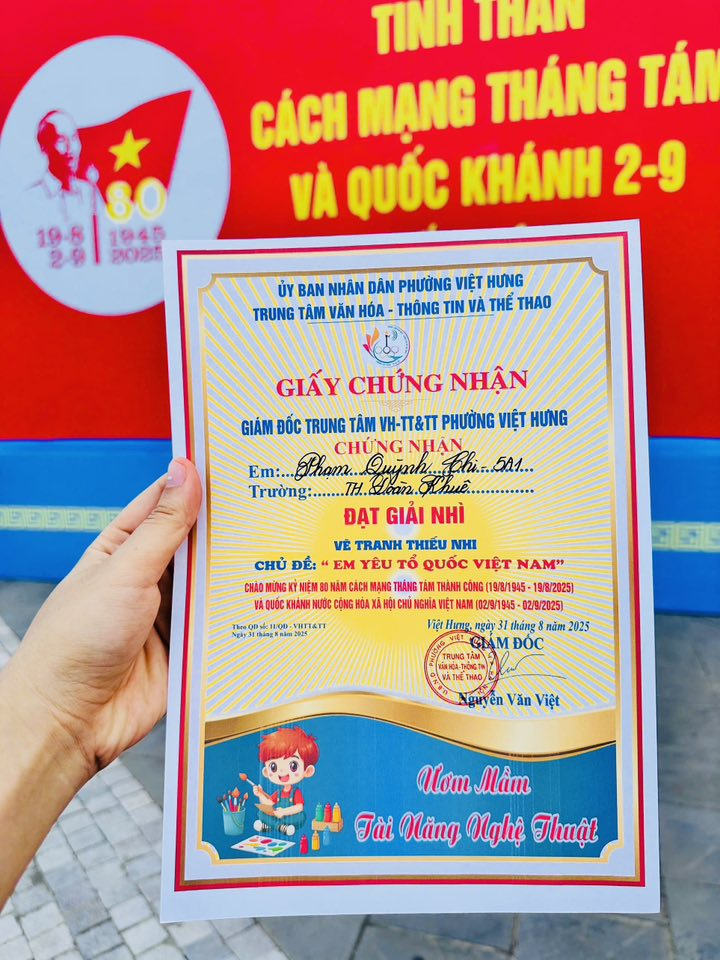 TINH THẦN
CÁCH MẠNG THÁNG TÁM
VÀ QUỐC KHÁNH 2-9
80
19-8 1945
2-9 2025
ỦY BAN NHÂN DÂN PHƯỜNG VIỆT HƯNG
TRUNG TÂM VĂN HÓA - THÔNG TIN VÀ THỂ THAO
GIẤY CHỨNG NHẬN
GIÁM ĐỐC TRUNG TÂM VH-TT&TT PHƯỜNG VIỆT HƯNG
CHỨNG NHẬN
Em:...Phạm Quỳnh Chi - 5A1...
Trường:.......TH. Đoàn Khuê...............
ĐẠT GIẢI NHÌ
VẼ TRANH THIẾU NHI
CHỦ ĐỀ: “ EM YÊU TỔ QUỐC VIỆT NAM”
CHÀO MỪNG KỶ NIỆM 80 NĂM CÁCH MẠNG THÁNG TÁM THÀNH CÔNG (19/8/1945 - 19/8/2025)
VÀ QUỐC KHÁNH NƯỚC CỘNG HÒA XÃ HỘI CHỦ NGHĨA VIỆT NAM (02/9/1945 - 02/9/2025)
Theo QĐ số: 11/QĐ - VHTT&TT
Ngày 31 tháng 8 năm 2025
Việt Hưng, ngày 31 tháng 8 năm 2025
GIÁM ĐỐC
TRUNG TÂM
VĂN HÓA-THÔNG TIN
VÀ THỂ THAO
Nguyễn Văn Việt
Ươm Mầm
Tài Năng Nghệ Thuật